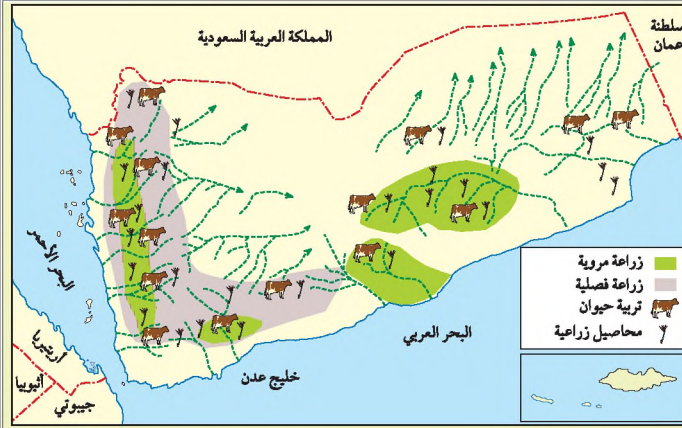 المملكة العربية السعودية
سلطنة
عمان
البحر الأحمر
أريتيريا
أثيوبيا
جيبوتي
خليج عدن
البحر العربي
زراعة مروية
زراعة فصلية
تربية حيوان
محاصيل زراعية